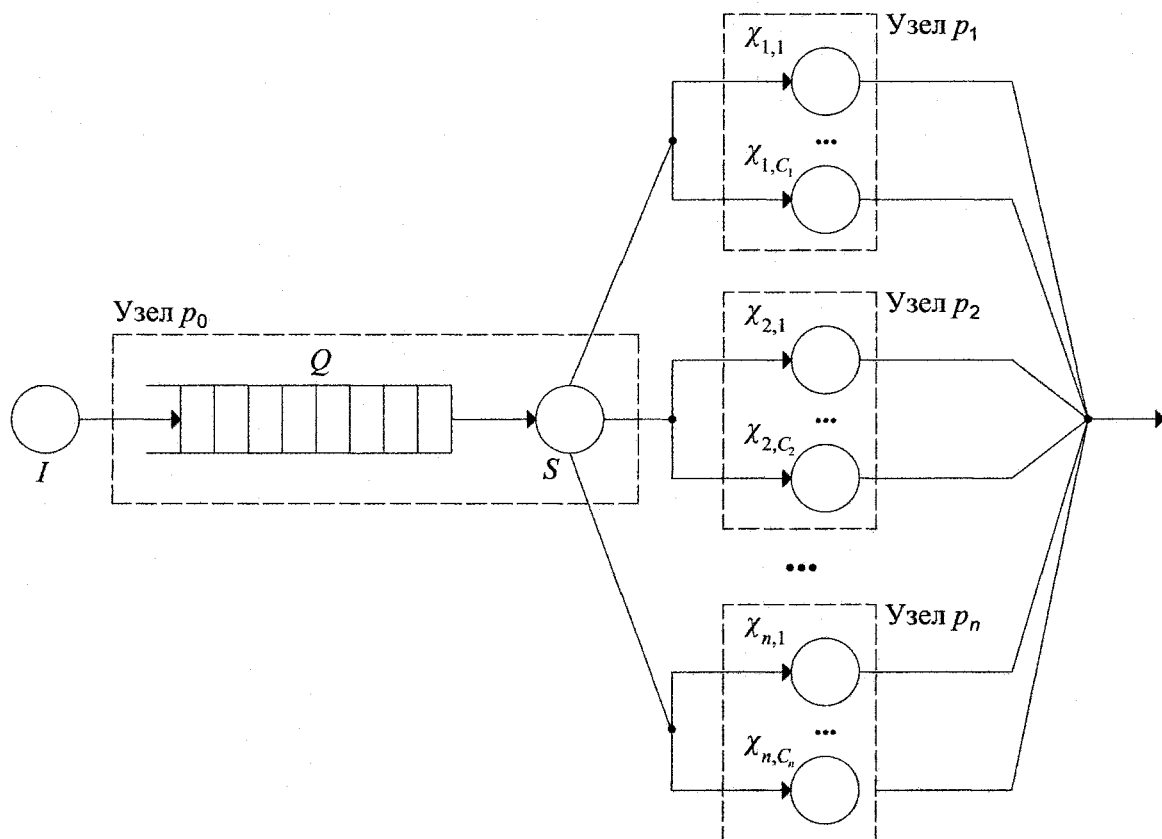 Узел p₁
χ₁,₁
...
χ₁,C₁
Узел p₂
χ₂,₁
...
χ₂,C₂
...
Узел pₙ
χₙ,₁
...
χₙ,Cₙ
Узел p₀
Q
I
S